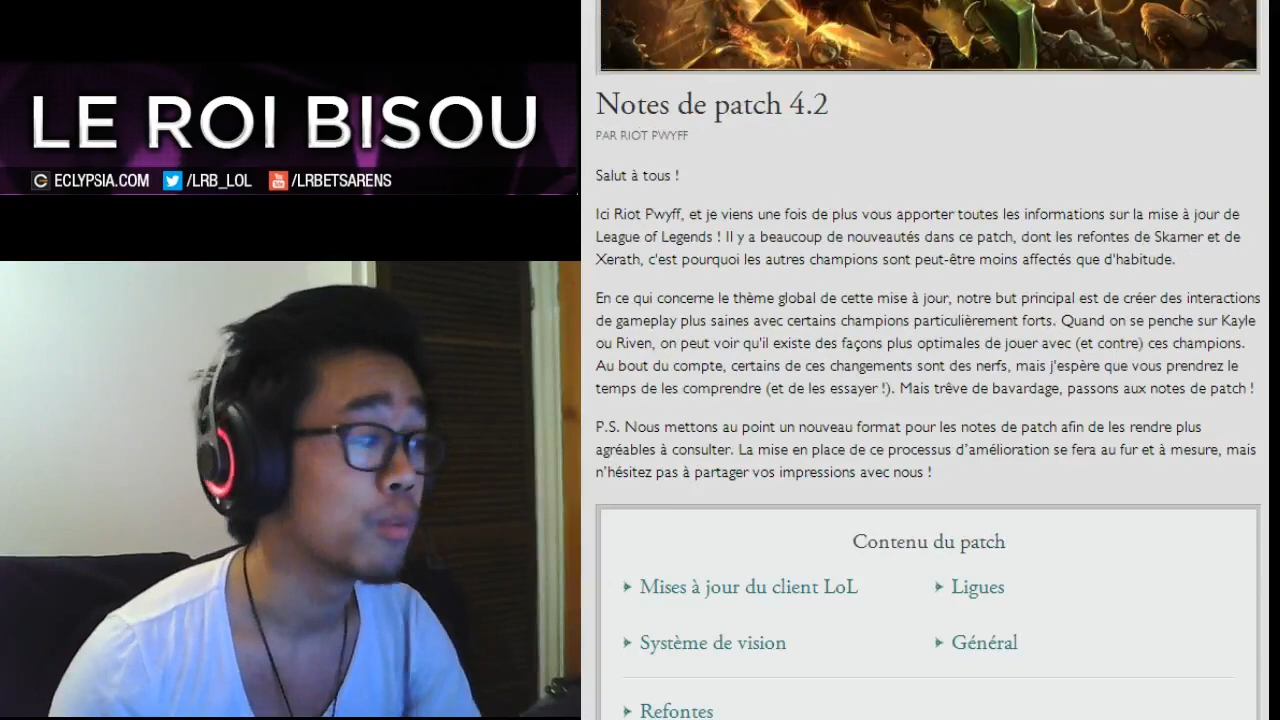 LE ROI BISOU
ECLYPSIA.COM /LRB_LOL /LRBETSARENS
Notes de patch 4.2
PAR RIOT PWYFF
Salut à tous !
Ici Riot Pwyff, et je viens une fois de plus vous apporter toutes les informations sur la mise à jour de
League of Legends ! Il y a beaucoup de nouveautés dans ce patch, dont les refontes de Skarner et de
Xerath, c'est pourquoi les autres champions sont peut-être moins affectés que d'habitude.
En ce qui concerne le thème global de cette mise à jour, notre but principal est de créer des interactions
de gameplay plus saines avec certains champions particulièrement forts. Quand on se penche sur Kayle
ou Riven, on peut voir qu'il existe des façons plus optimales de jouer avec (et contre) ces champions.
Au bout du compte, certains de ces changements sont des nerfs, mais j'espère que vous prendrez le
temps de les comprendre (et de les essayer !). Mais trêve de bavardage, passons aux notes de patch !
P.S. Nous mettons au point un nouveau format pour les notes de patch afin de les rendre plus
agréables à consulter. La mise en place de ce processus d'amélioration se fera au fur et à mesure, mais
n'hésitez pas à partager vos impressions avec nous !
Contenu du patch
Mises à jour du client LoL
Ligues
Système de vision
Général
Refontes